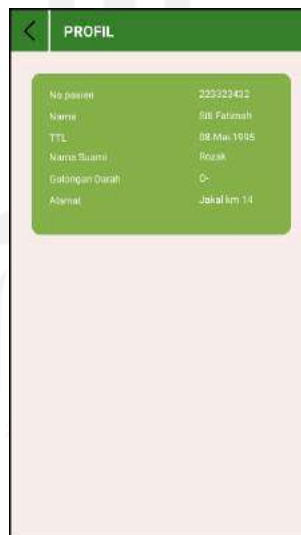 PROFIL
No pasien 223323432
Nama Siti Fatimah
TTL 08 Mei 1995
Nama Suami Rozak
Golongan Darah O-
Alamat Jakal km 14